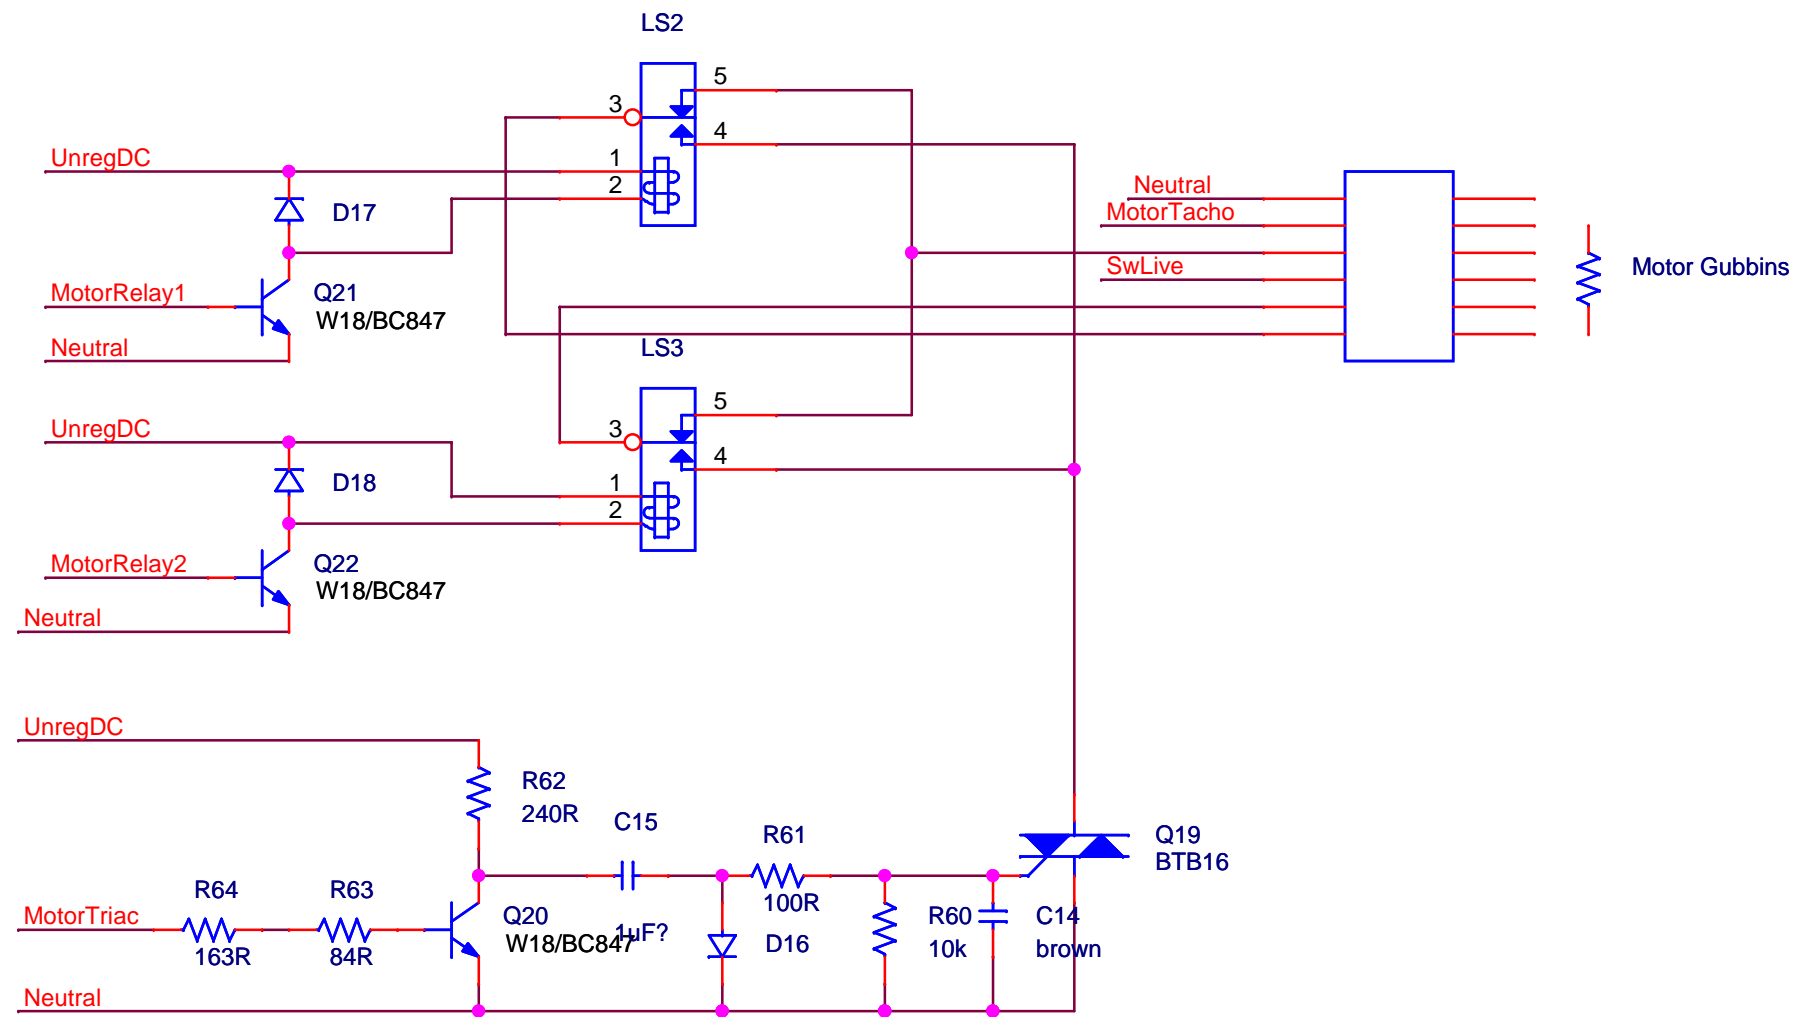 LS2
5
3
4
UnregDC
1
2
D17
Neutral
MotorTacho
SwLive
Motor Gubbins
MotorRelay1
Q21
W18/BC847
Neutral
LS3
5
3
4
UnregDC
1
2
D18
MotorRelay2
Q22
W18/BC847
Neutral
UnregDC
R62
240R
C15
R61
Q19
BTB16
R64
R63
100R
MotorTriac
Q20
1uF?
R60
C14
W18/BC847
D16
163R
84R
10k
brown
Neutral